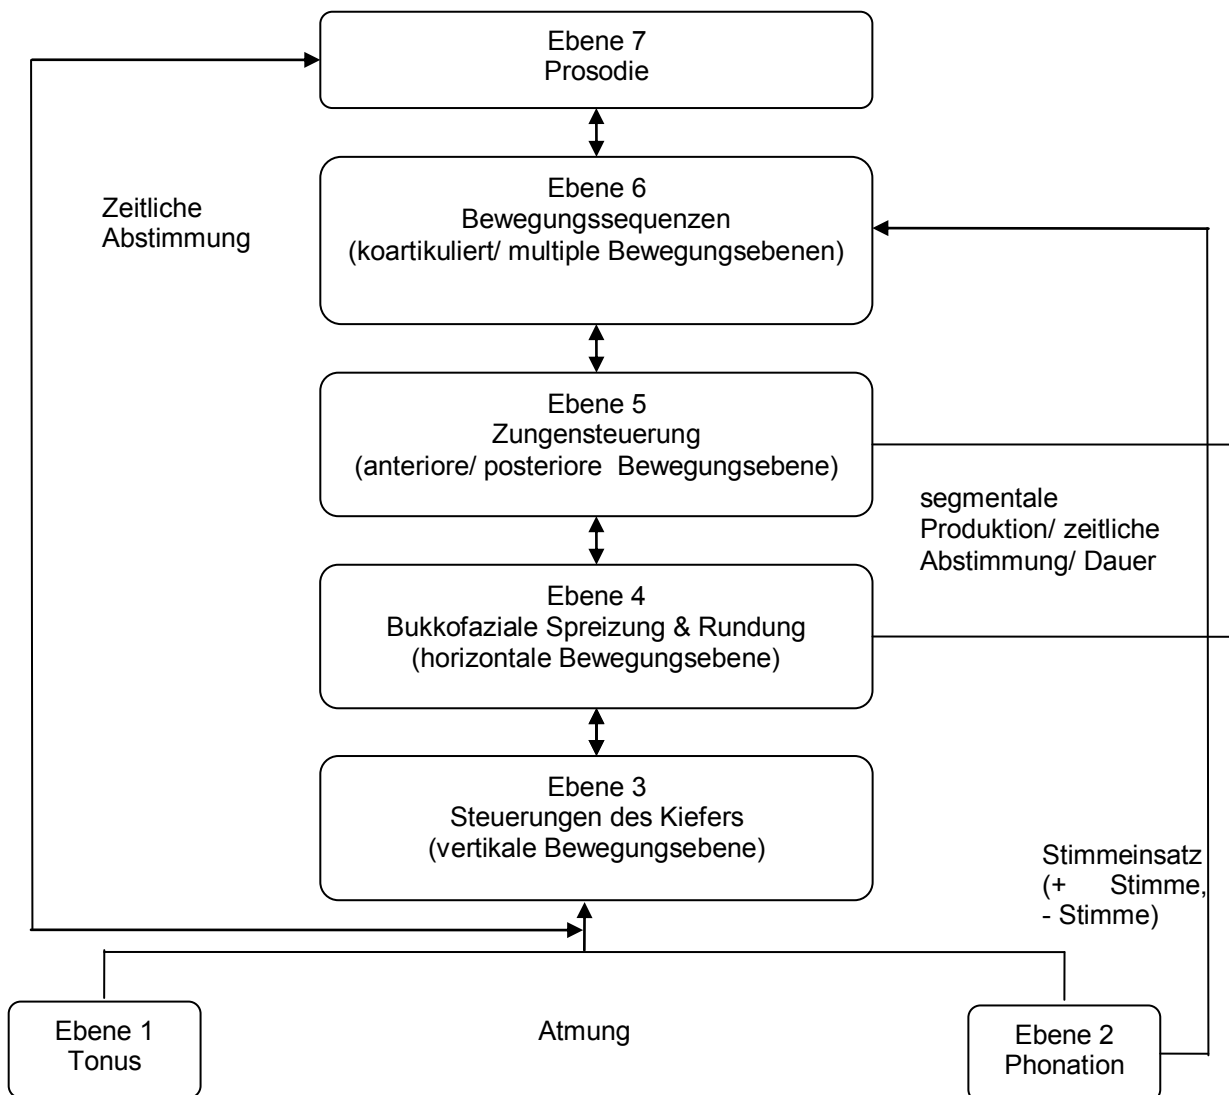 Ebene 7
Prosodie
Zeitliche
Abstimmung
Ebene 6
Bewegungssequenzen
(koartikuliert/ multiple Bewegungsebenen)
Ebene 5
Zungensteuerung
(anteriore/ posteriore Bewegungsebene)
segmentale
Produktion/ zeitliche
Abstimmung/ Dauer
Ebene 4
Bukkofaziale Spreizung & Rundung
(horizontale Bewegungsebene)
Ebene 3
Steuerungen des Kiefers
(vertikale Bewegungsebene)
Stimmeinsatz
(+ Stimme,
- Stimme)
Ebene 1
Tonus
Atmung
Ebene 2
Phonation